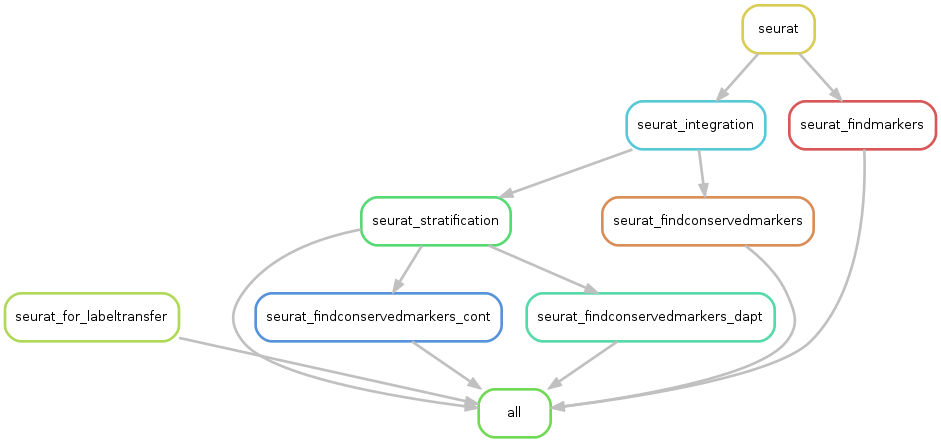 seurat
seurat_integration
seurat_findmarkers
seurat_stratification
seurat_findconservedmarkers
seurat_for_labeltransfer
seurat_findconservedmarkers_cont
seurat_findconservedmarkers_dapt
all